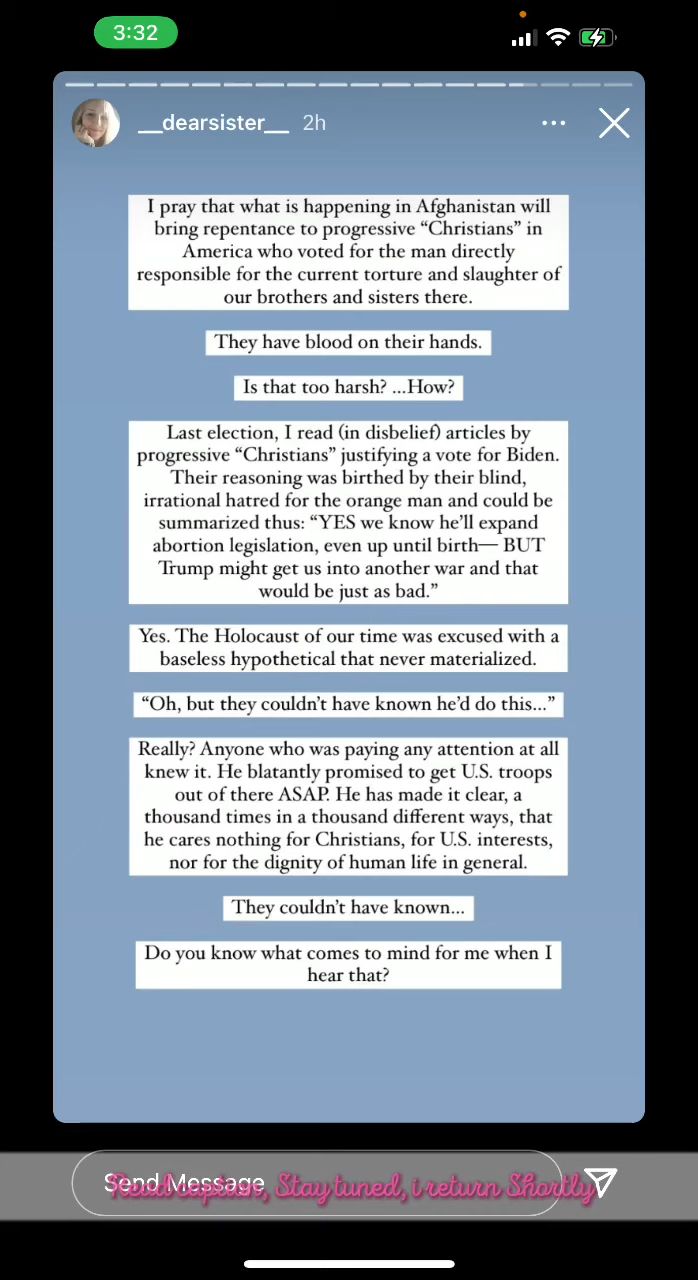 3:32
__dearsister__ 2h
I pray that what is happening in Afghanistan will
bring repentance to progressive “Christians” in
America who voted for the man directly
responsible for the current torture and slaughter of
our brothers and sisters there.
They have blood on their hands.
Is that too harsh? ...How?
Last election, I read (in disbelief) articles by
progressive “Christians” justifying a vote for Biden.
Their reasoning was birthed by their blind,
irrational hatred for the orange man and could be
summarized thus: “YES we know he’ll expand
abortion legislation, even up until birth— BUT
Trump might get us into another war and that
would be just as bad.”
Yes. The Holocaust of our time was excused with a
baseless hypothetical that never materialized.
“Oh, but they couldn’t have known he’d do this...”
Really? Anyone who was paying any attention at all
knew it. He blatantly promised to get U.S. troops
out of there ASAP. He has made it clear, a
thousand times in a thousand different ways, that
he cares nothing for Christians, for U.S. interests,
nor for the dignity of human life in general.
They couldn’t have known...
Do you know what comes to mind for me when I
hear that?
Send Message
Read caption, Stay tuned, i return Shortly